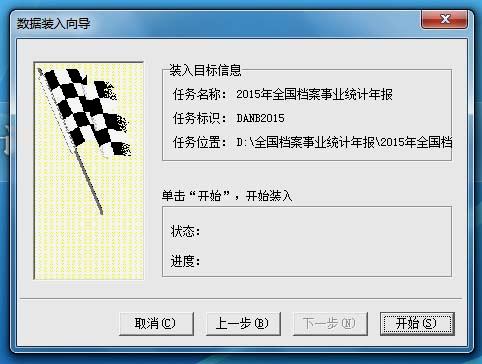 数据装入向导
装入目标信息
任务名称: 2015年全国档案事业统计年报
任务标识: DANB2015
任务位置: D:\全国档案事业统计年报\2015年全国档
单击“开始”，开始装入
状态:
进度:
取消(C) 上一步(B) 下一步(N) 开始(S)